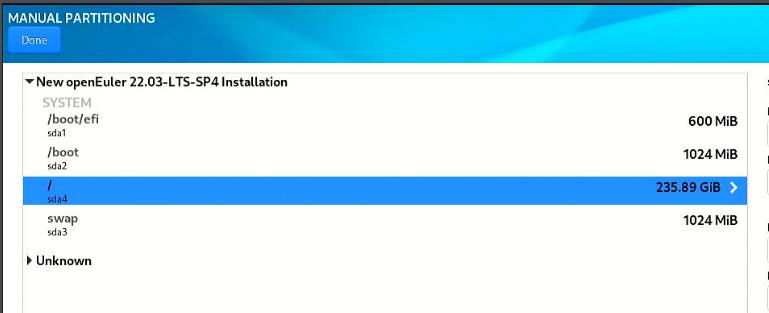 MANUAL PARTITIONING
Done
New openEuler 22.03-LTS-SP4 Installation
SYSTEM
/boot/efi 600 MiB
sda1
/boot 1024 MiB
sda2
/ 235.89 GiB
sda4
swap 1024 MiB
sda3
Unknown